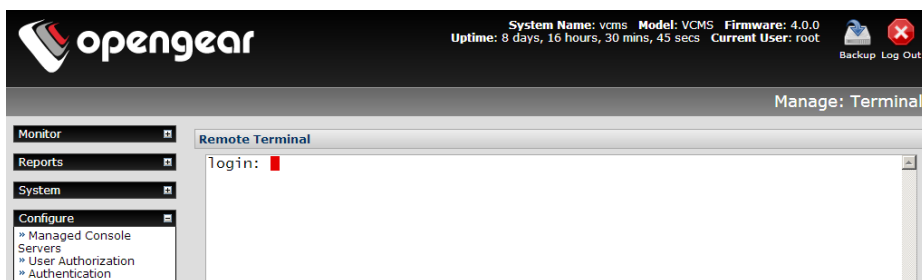 opengear
System Name: vcms Model: VCMS Firmware: 4.0.0
Uptime: 8 days, 16 hours, 30 mins, 45 secs Current User: root
Backup Log Out
Manage: Terminal
Monitor
Reports
System
Configure
» Managed Console
Servers
» User Authorization
» Authentication
Remote Terminal
login: